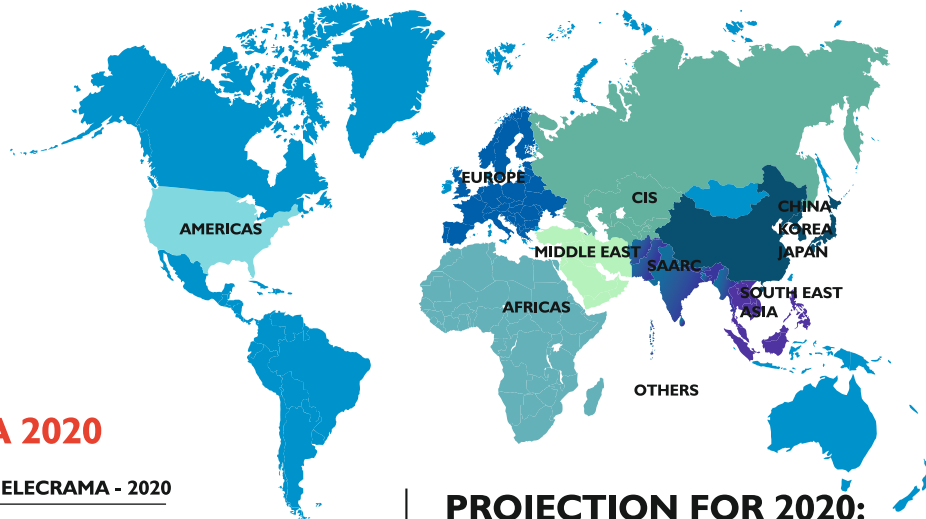 EUROPE
CIS
CHINA
KOREA
JAPAN
AMERICAS
MIDDLE EAST
SAARC
SOUTH EAST
ASIA
AFRICAS
OTHERS
A 2020
ELECRAMA - 2020
PROJECTION FOR 2020: